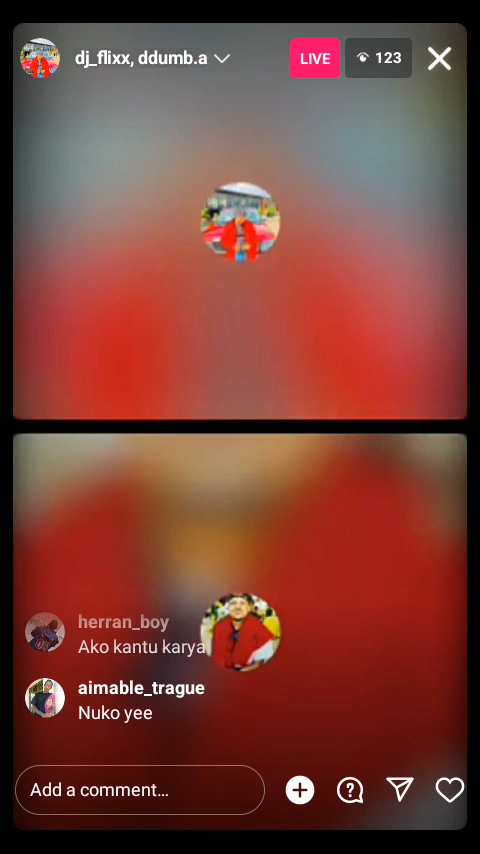 dj_flixx, ddumb.a
LIVE
123
herran_boy
Ako kantu karya
aimable_trague
Nuko yee
Add a comment…